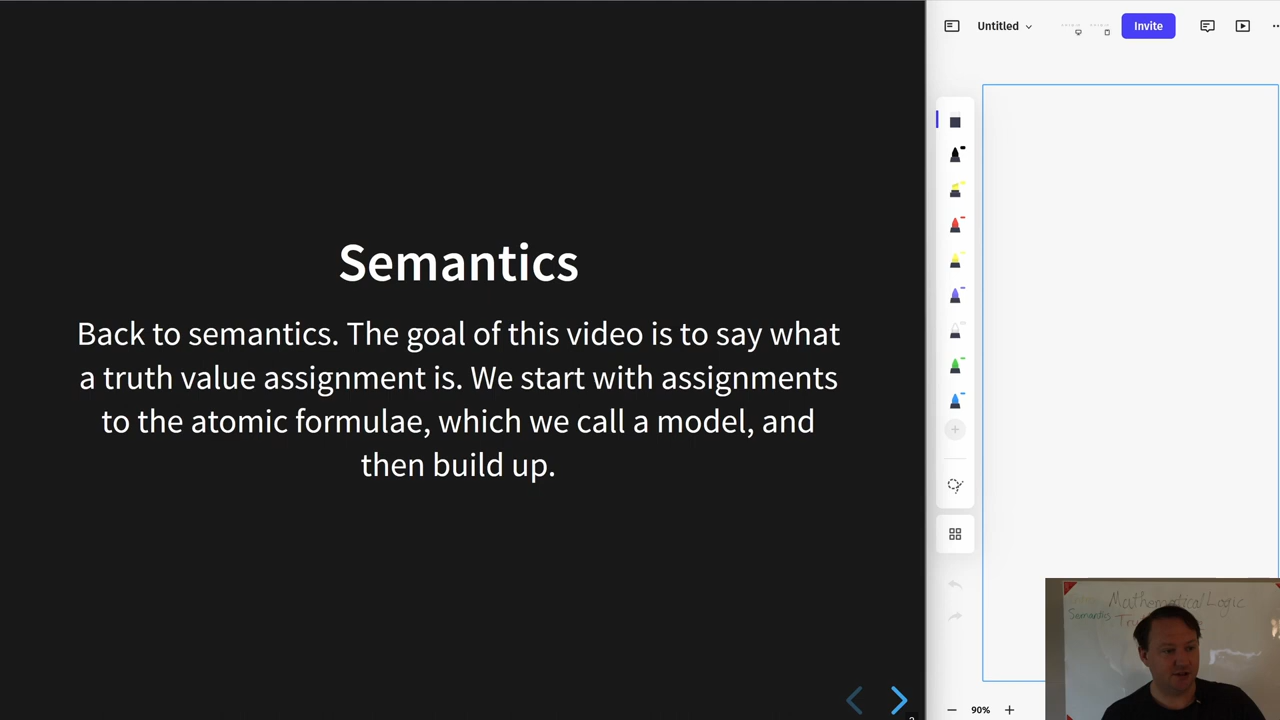 Semantics
Back to semantics. The goal of this video is to say what
a truth value assignment is. We start with assignments
to the atomic formulae, which we call a model, and
then build up.
Untitled
Invite
90%
Mathematical Logic
Semantics